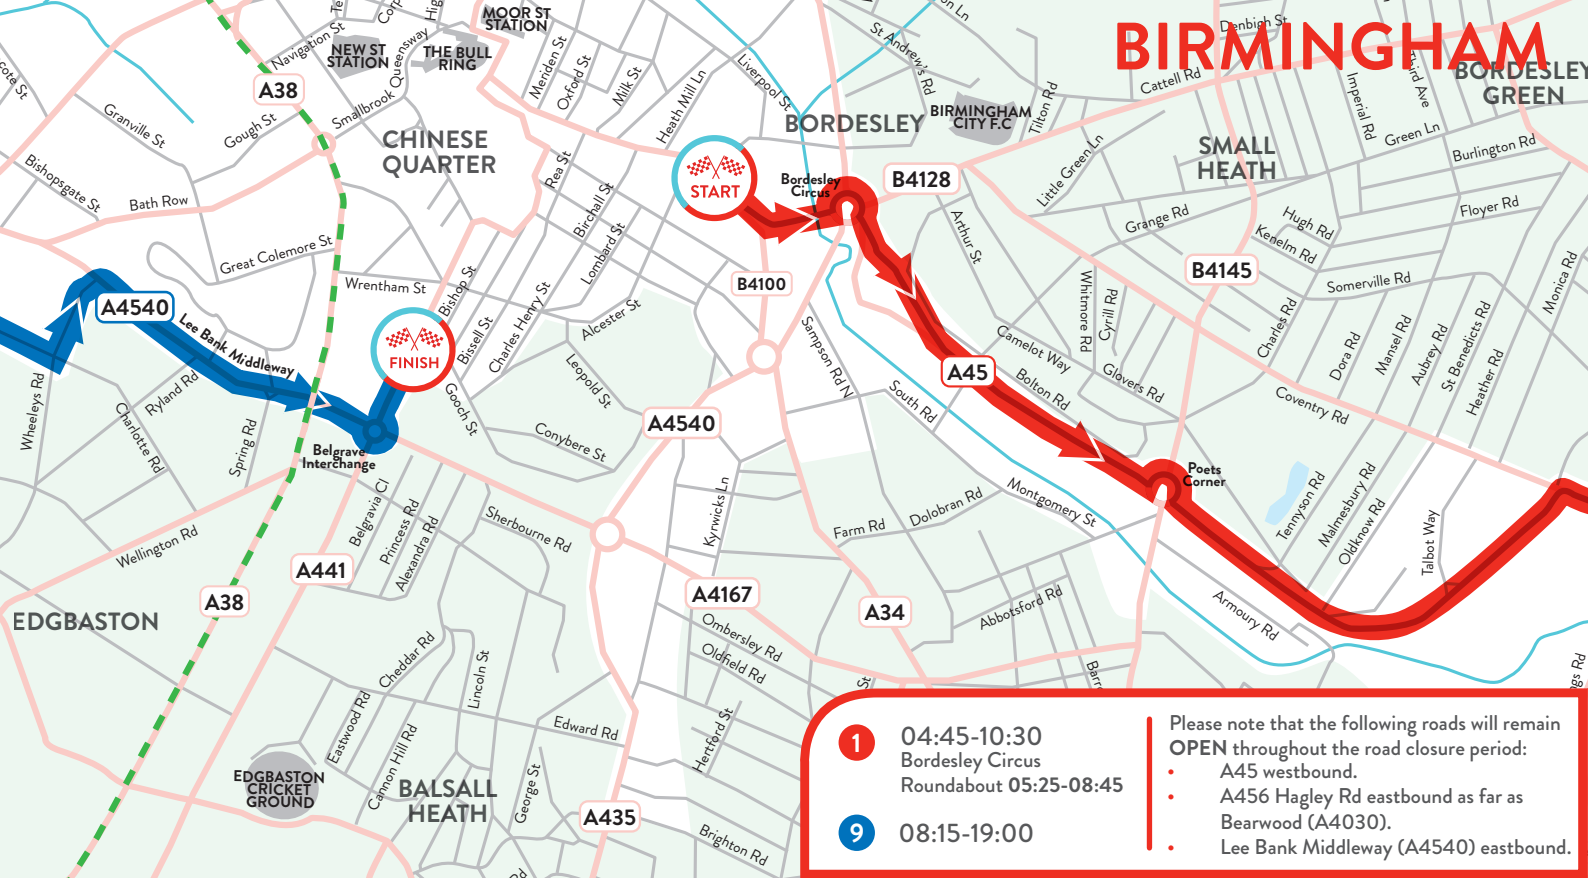 BIRMINGHAM
MOOR ST
STATION
NEW ST
STATION
THE BULL
RING
Navigation St
Smallbrook Queensway
A38
Granville St
Gough St
CHINESE
QUARTER
Bishopsgate St
Bath Row
Great Colmore St
Wrentham St
Meriden St
Oxford St
Milk St
Heath Mill Ln
Liverpool St
St Andrew's Rd
BORDESLEY
BIRMINGHAM
CITY F.C
Tilton Rd
Cattell Rd
Denbigh St
Third Ave
Imperial Rd
BORDESLEY
GREEN
Green Ln
Burlington Rd
SMALL
HEATH
Little Green Ln
Grange Rd
Hugh Rd
Kenelm Rd
Floyer Rd
Somerville Rd
Monica Rd
START
Bordesley
Circus
B4128
Arthur St
B4145
B4100
Rea St
Birchall St
Lombard St
Bishop St
Bissell St
Charles Henry St
Alcester St
Leopold St
Gooch St
Conybere St
FINISH
A4540
Lee Bank Middleway
Wheeleys Rd
Ryland Rd
Charlotte Rd
Spring Rd
Belgrave
Interchange
A4540
Sampson Rd N
South Rd
Whitmore Rd
Cyrill Rd
Camelot Way
Bolton Rd
Glovers Rd
A45
Charles Rd
Dora Rd
Mansel Rd
Aubrey Rd
St Benedicts Rd
Heather Rd
Coventry Rd
Poets
Corner
Tennyson Rd
Malmesbury Rd
Oldknow Rd
Talbot Way
Montgomery St
Armoury Rd
Kyrwicks Ln
Farm Rd
Dolobran Rd
Abbotsford Rd
Belgravia Cl
Princess Rd
Alexandra Rd
Sherbourne Rd
Wellington Rd
A441
A38
EDGBASTON
A4167
A34
Ombersley Rd
Oldfield Rd
Cheddar Rd
Lincoln St
Eastwood Rd
Cannon Hill Rd
Edward Rd
Hertford St
George St
EDGBASTON
CRICKET
GROUND
BALSALL
HEATH
A435
Brighton Rd
1
04:45-10:30
Bordesley Circus
Roundabout 05:25-08:45
9
08:15-19:00
Please note that the following roads will remain
OPEN throughout the road closure period:
• A45 westbound.
• A456 Hagley Rd eastbound as far as
Bearwood (A4030).
• Lee Bank Middleway (A4540) eastbound.